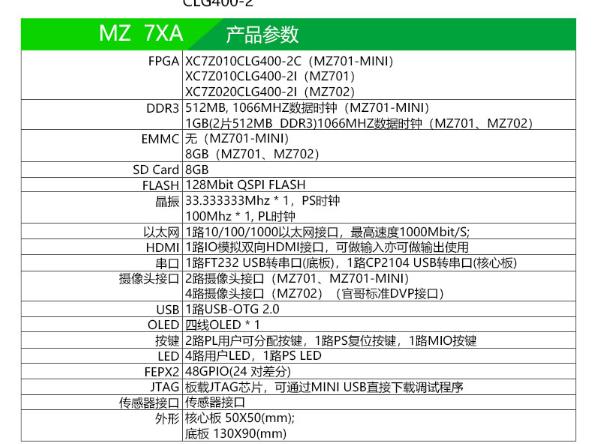 CLG400-2
MZ 7XA 产品参数
FPGA XC7Z010CLG400-2C（MZ701-MINI）
XC7Z010CLG400-2I（MZ701）
XC7Z020CLG400-2I（MZ702）
DDR3 512MB, 1066MHZ数据时钟（MZ701-MINI）
1GB(2片512MB DDR3)1066MHZ数据时钟（MZ701、MZ702）
EMMC 无（MZ701-MINI）
8GB（MZ701、MZ702）
SD Card 8GB
FLASH 128Mbit QSPI FLASH
晶振 33.333333Mhz * 1，PS时钟
100Mhz * 1, PL时钟
以太网 1路10/100/1000以太网接口，最高速度1000Mbit/S;
HDMI 1路IO模拟双向HDMI接口，可做输入亦可做输出使用
串口 1路FT232 USB转串口(底板)，1路CP2104 USB转串口(核心板)
摄像头接口 2路摄像头接口（MZ701、MZ701-MINI）
4路摄像头接口（MZ702）（官哥标准DVP接口）
USB 1路USB-OTG 2.0
OLED 四线OLED * 1
按键 2路PL用户可分配按键，1路PS复位按键，1路MIO按键
LED 4路用户LED，1路PS LED
FEPX2 48GPIO(24 对差分)
JTAG 板载JTAG芯片，可通过MINI USB直接下载调试程序
传感器接口 传感器接口
外形 核心板 50X50(mm);
底板 130X90(mm)